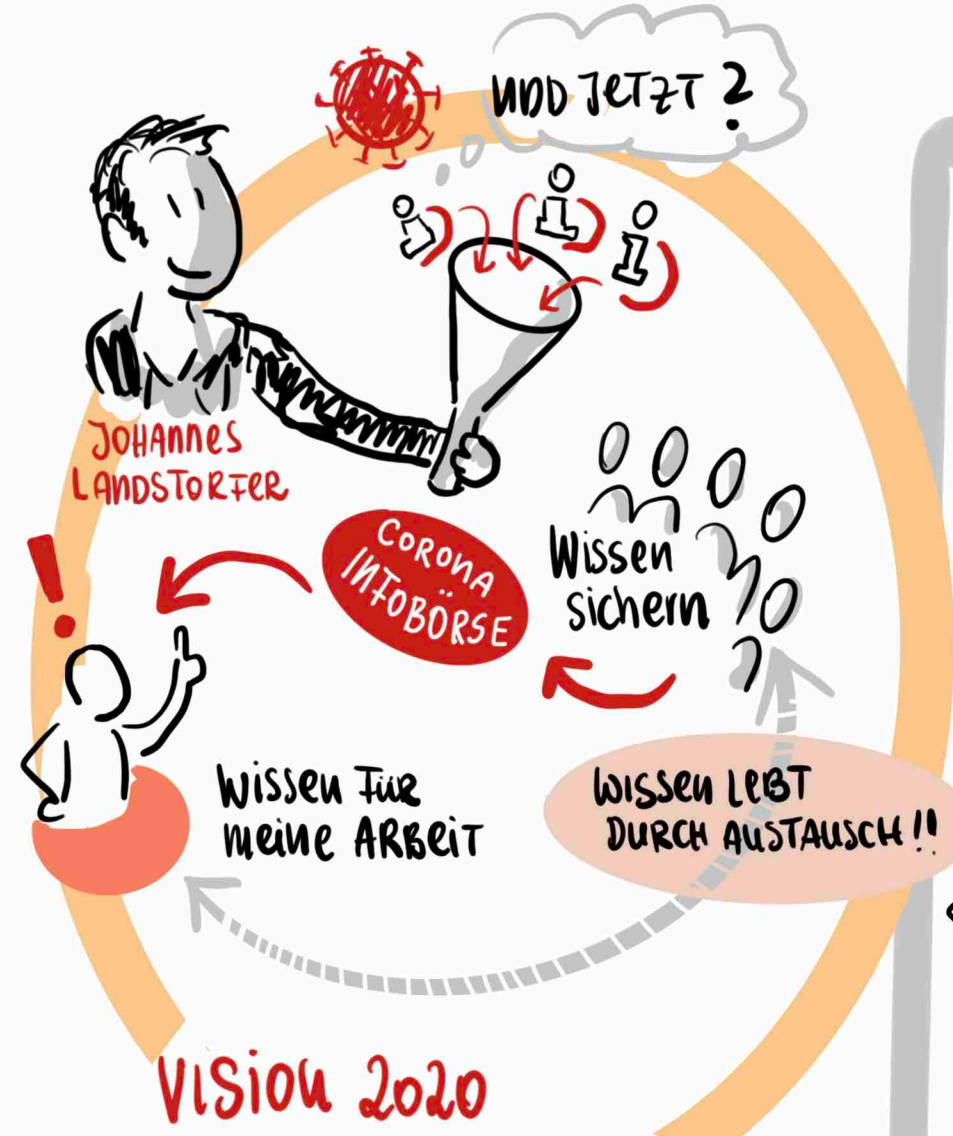 UND JETZT?
i
i
i
JOHANNES
LANDSTORFER
CORONA
INFOBÖRSE
Wissen
sichern
!
WISSEN FÜR
MEINE ARBEIT
WISSEN LEBT
DURCH AUSTAUSCH!!
VISION 2020